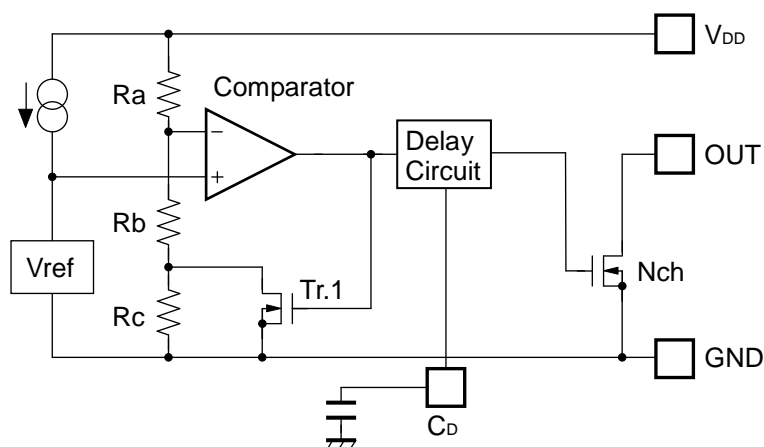 VDD
Ra
Comparator
−
+
Delay
Circuit
OUT
Rb
Vref
Tr.1
Nch
Rc
GND
CD